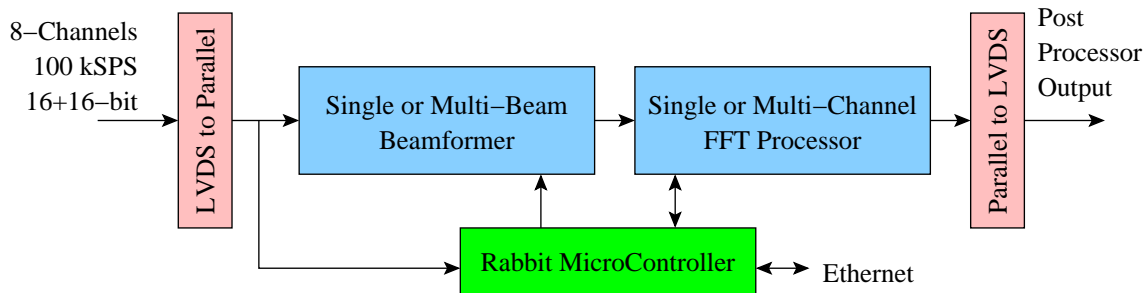 8−Channels
100 kSPS
16+16−bit
LVDS to Parallel
Single or Multi−Beam
Beamformer
Single or Multi−Channel
FFT Processor
Parallel to LVDS
Post
Processor
Output
Rabbit MicroController
Ethernet